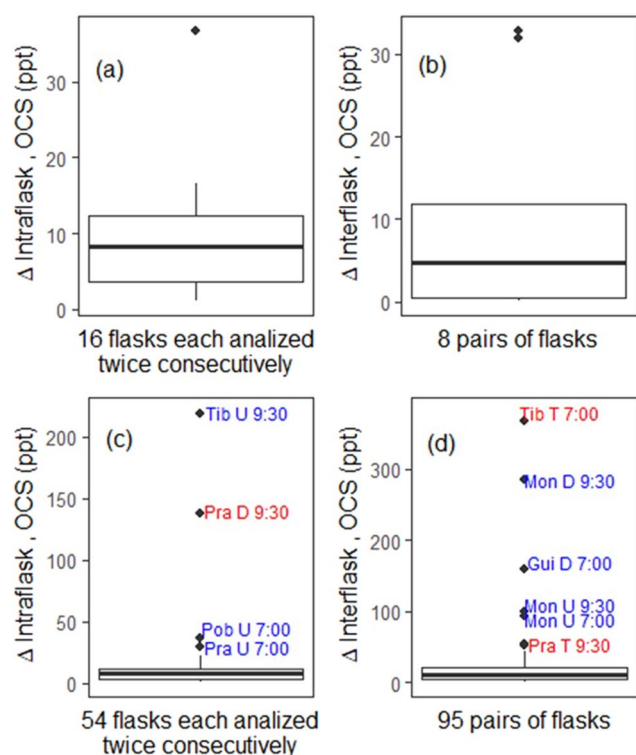 (a)
Δ Intraflask , OCS (ppt)
30
20
10
0
16 flasks each analized
twice consecutively
(b)
Δ Interflask , OCS (ppt)
30
20
10
0
8 pairs of flasks
(c)
Δ Intraflask, OCS (ppt)
200
150
100
50
0
Tib U 9:30
Pra D 9:30
Pob U 7:00
Pra U 7:00
54 flasks each analized
twice consecutively
(d)
Δ Interflask, OCS (ppt)
300
200
100
0
Tib T 7:00
Mon D 9:30
Gui D 7:00
Mon U 9:30
Mon U 7:00
Pra T 9:30
95 pairs of flasks